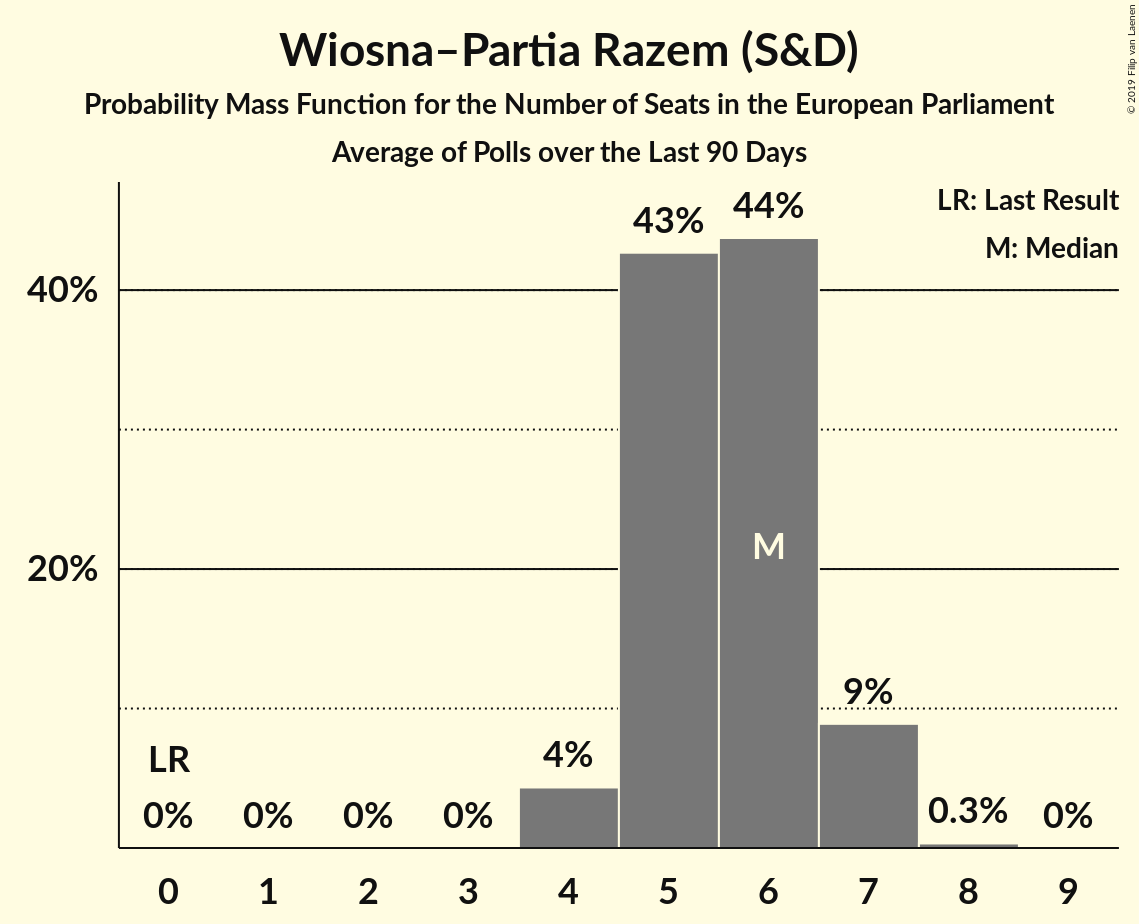 © 2019 Filip van Laenen
Wiosna–Partia Razem (S&D)
Probability Mass Function for the Number of Seats in the European Parliament
Average of Polls over the Last 90 Days
LR: Last Result
M: Median
43% 44%
40%
M
20%
9%
LR 4%
0% 0% 0% 0% 0.3% 0%
0 1 2 3 4 5 6 7 8 9